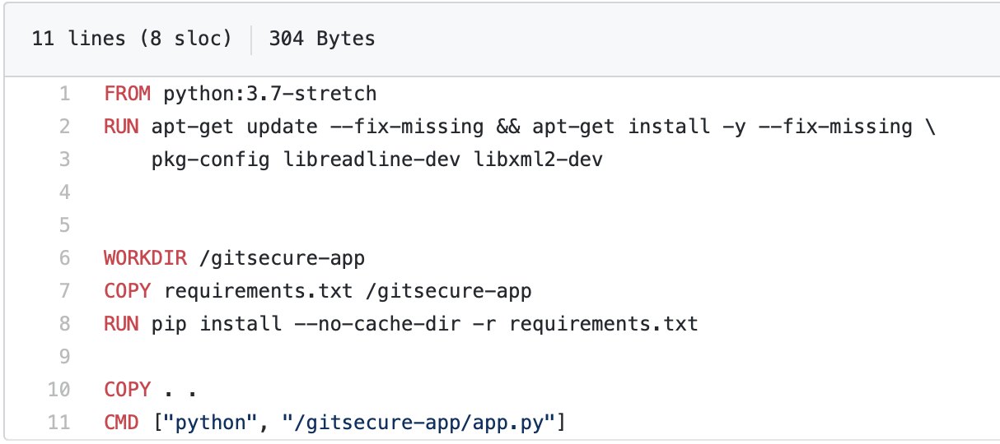 11 lines (8 sloc) 304 Bytes
1 FROM python:3.7-stretch
2 RUN apt-get update --fix-missing && apt-get install -y --fix-missing \
3     pkg-config libreadline-dev libxml2-dev
4
5
6 WORKDIR /gitsecure-app
7 COPY requirements.txt /gitsecure-app
8 RUN pip install --no-cache-dir -r requirements.txt
9
10 COPY . .
11 CMD ["python", "/gitsecure-app/app.py"]